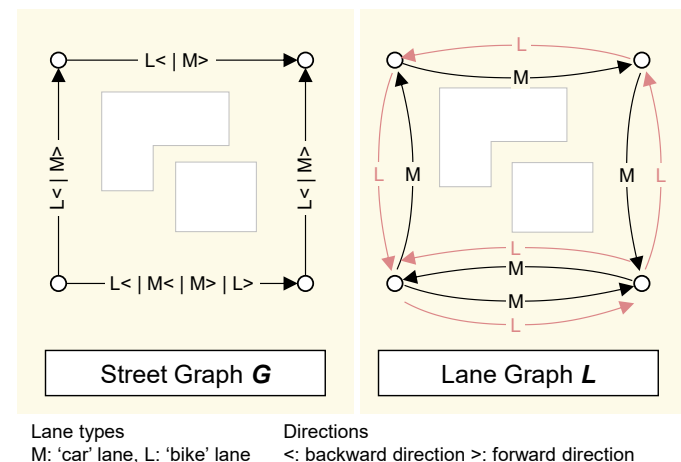 L< | M>
L< | M>
L< | M>
L< | M< | M> | L>
Street Graph G
L
M
L
M
M
L
L
M
M
L
Lane Graph L
Lane types
M: ‘car’ lane, L: ‘bike’ lane
Directions
<: backward direction >: forward direction